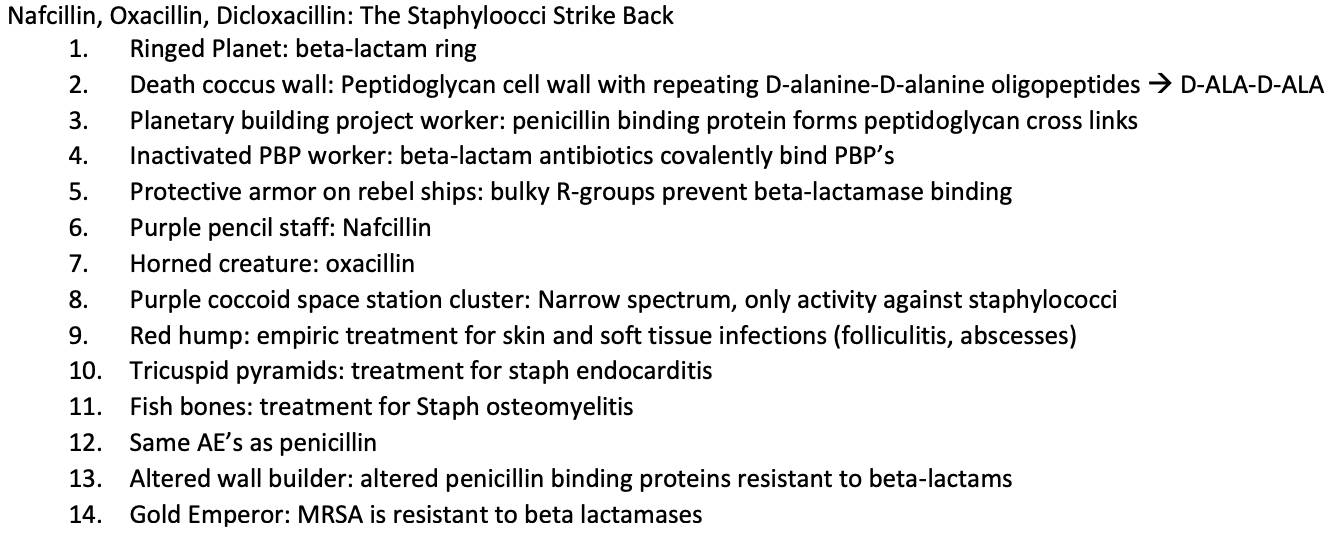 Nafcillin, Oxacillin, Dicloxacillin: The Staphyloocci Strike Back
1. Ringed Planet: beta-lactam ring
2. Death coccus wall: Peptidoglycan cell wall with repeating D-alanine-D-alanine oligopeptides → D-ALA-D-ALA
3. Planetary building project worker: penicillin binding protein forms peptidoglycan cross links
4. Inactivated PBP worker: beta-lactam antibiotics covalently bind PBP’s
5. Protective armor on rebel ships: bulky R-groups prevent beta-lactamase binding
6. Purple pencil staff: Nafcillin
7. Horned creature: oxacillin
8. Purple coccoid space station cluster: Narrow spectrum, only activity against staphylococci
9. Red hump: empiric treatment for skin and soft tissue infections (folliculitis, abscesses)
10. Tricuspid pyramids: treatment for staph endocarditis
11. Fish bones: treatment for Staph osteomyelitis
12. Same AE’s as penicillin
13. Altered wall builder: altered penicillin binding proteins resistant to beta-lactams
14. Gold Emperor: MRSA is resistant to beta lactamases